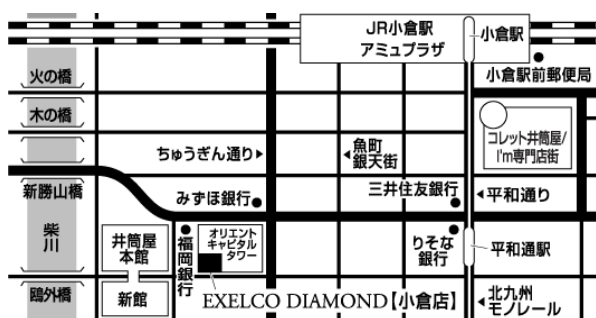 JR小倉駅
アミュプラザ
小倉駅
小倉駅前郵便局
火の橋
木の橋
コレット井筒屋/
I'm専門店街
ちゅうぎん通り
魚町
銀天街
新勝山橋
みずほ銀行
三井住友銀行
平和通り
紫川
井筒屋
本館
福岡銀行
オリエント
キャピタル
タワー
りそな
銀行
平和通駅
鴎外橋
新館
EXELCO DIAMOND【小倉店】
北九州
モノレール